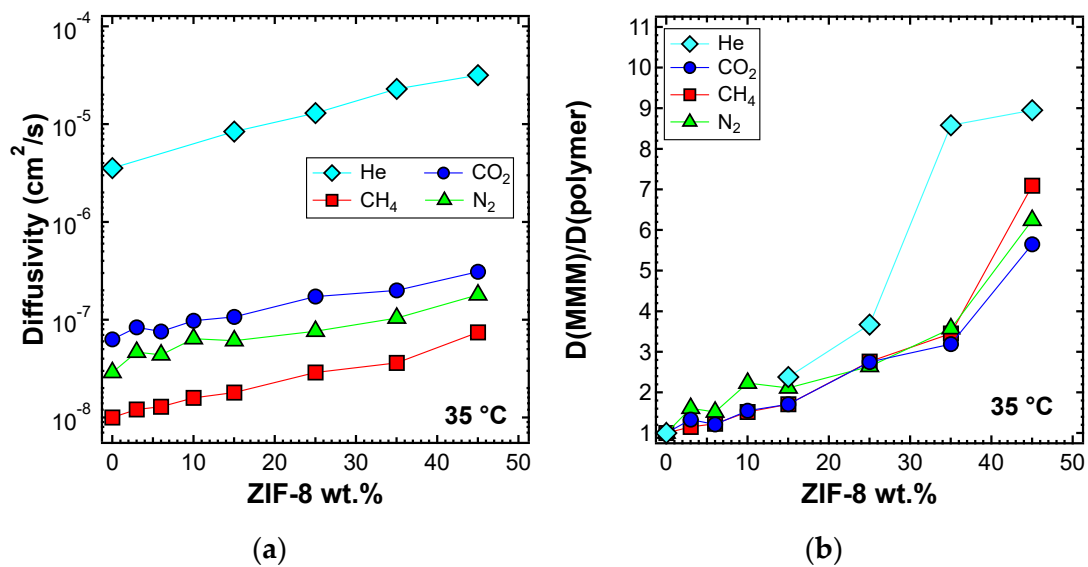 10⁻⁴
10⁻⁵
10⁻⁶
10⁻⁷
10⁻⁸
Diffusivity (cm²/s)
He
CO₂
CH₄
N₂
35 °C
0 10 20 30 40 50
ZIF-8 wt.%
(a)
11
10
9
8
7
6
5
4
3
2
1
D(MMM)/D(polymer)
He
CO₂
CH₄
N₂
35 °C
0 10 20 30 40 50
ZIF-8 wt.%
(b)